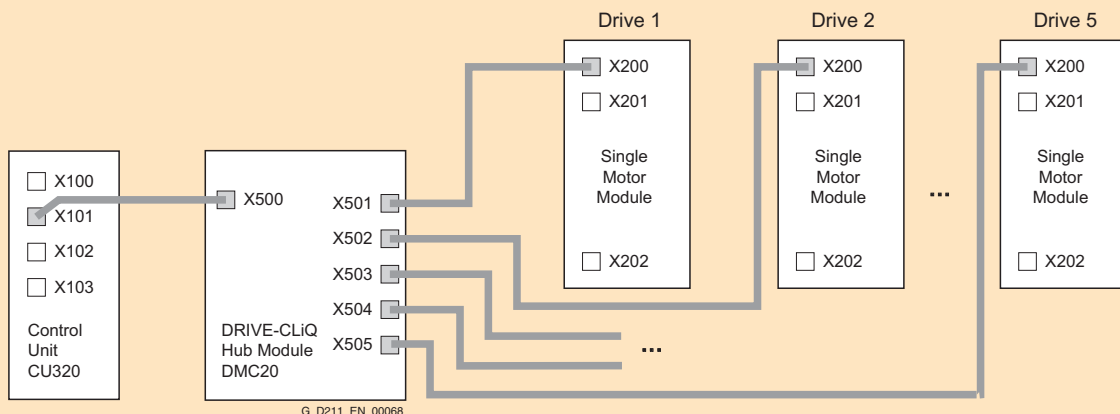 Drive 1
Drive 2
Drive 5
X200
X201
Single
Motor
Module
X202
X200
X201
Single
Motor
Module
X202
...
X200
X201
Single
Motor
Module
X202
X100
X101
X102
X103
Control
Unit
CU320
X500
X501
X502
X503
X504
X505
DRIVE-CLiQ
Hub Module
DMC20
...
G_D211_EN_00068